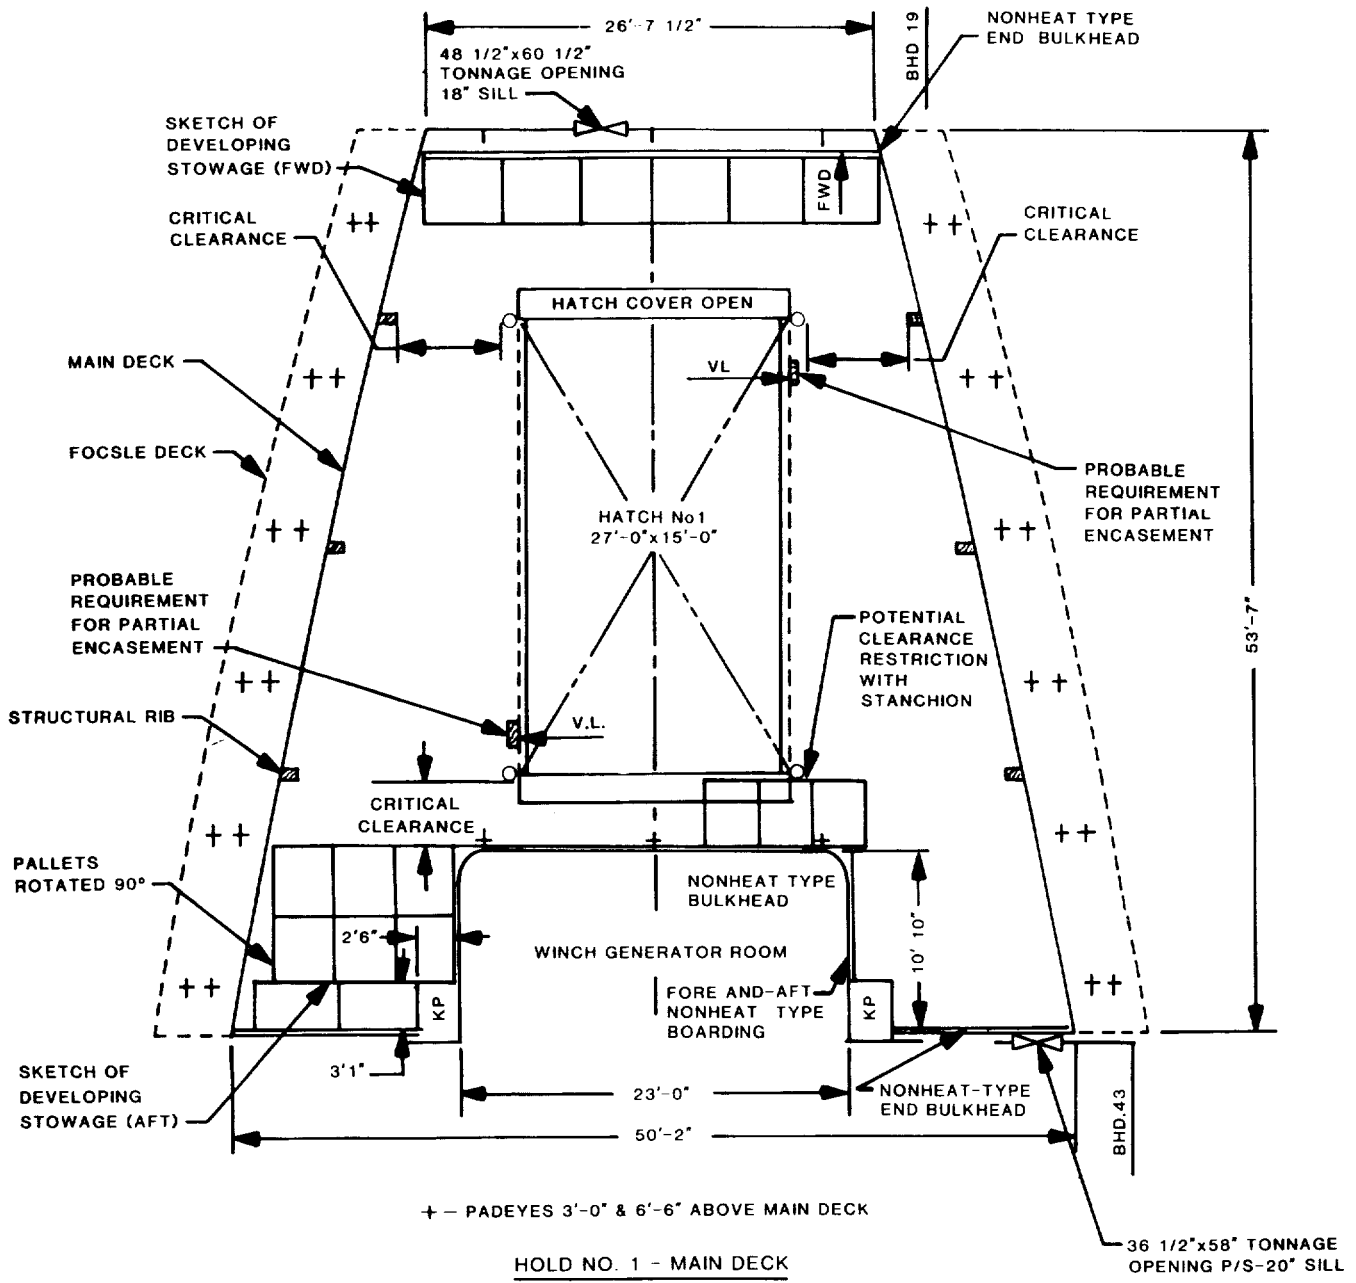 26'-7 1/2"
BHD 19
NONHEAT TYPE
END BULKHEAD
48 1/2"x60 1/2"
TONNAGE OPENING
18" SILL
SKETCH OF
DEVELOPING
STOWAGE (FWD)
FWD
CRITICAL
CLEARANCE
CRITICAL
CLEARANCE
HATCH COVER OPEN
MAIN DECK
VL
FOCSLE DECK
PROBABLE
REQUIREMENT
FOR PARTIAL
ENCASEMENT
HATCH No1
27'-0"x15'-0"
53'-7"
PROBABLE
REQUIREMENT
FOR PARTIAL
ENCASEMENT
POTENTIAL
CLEARANCE
RESTRICTION
WITH
STANCHION
STRUCTURAL RIB
V.L.
CRITICAL
CLEARANCE
PALLETS
ROTATED 90°
NONHEAT TYPE
BULKHEAD
2'6"
WINCH GENERATOR ROOM
10' 10"
FORE AND-AFT
NONHEAT TYPE
BOARDING
KP
KP
3'1"
SKETCH OF
DEVELOPING
STOWAGE (AFT)
23'-0"
NONHEAT-TYPE
END BULKHEAD
50'-2"
BHD.43
+ – PADEYES 3'-0" & 6'-6" ABOVE MAIN DECK
36 1/2"x58" TONNAGE
OPENING P/S-20" SILL
HOLD NO. 1 - MAIN DECK